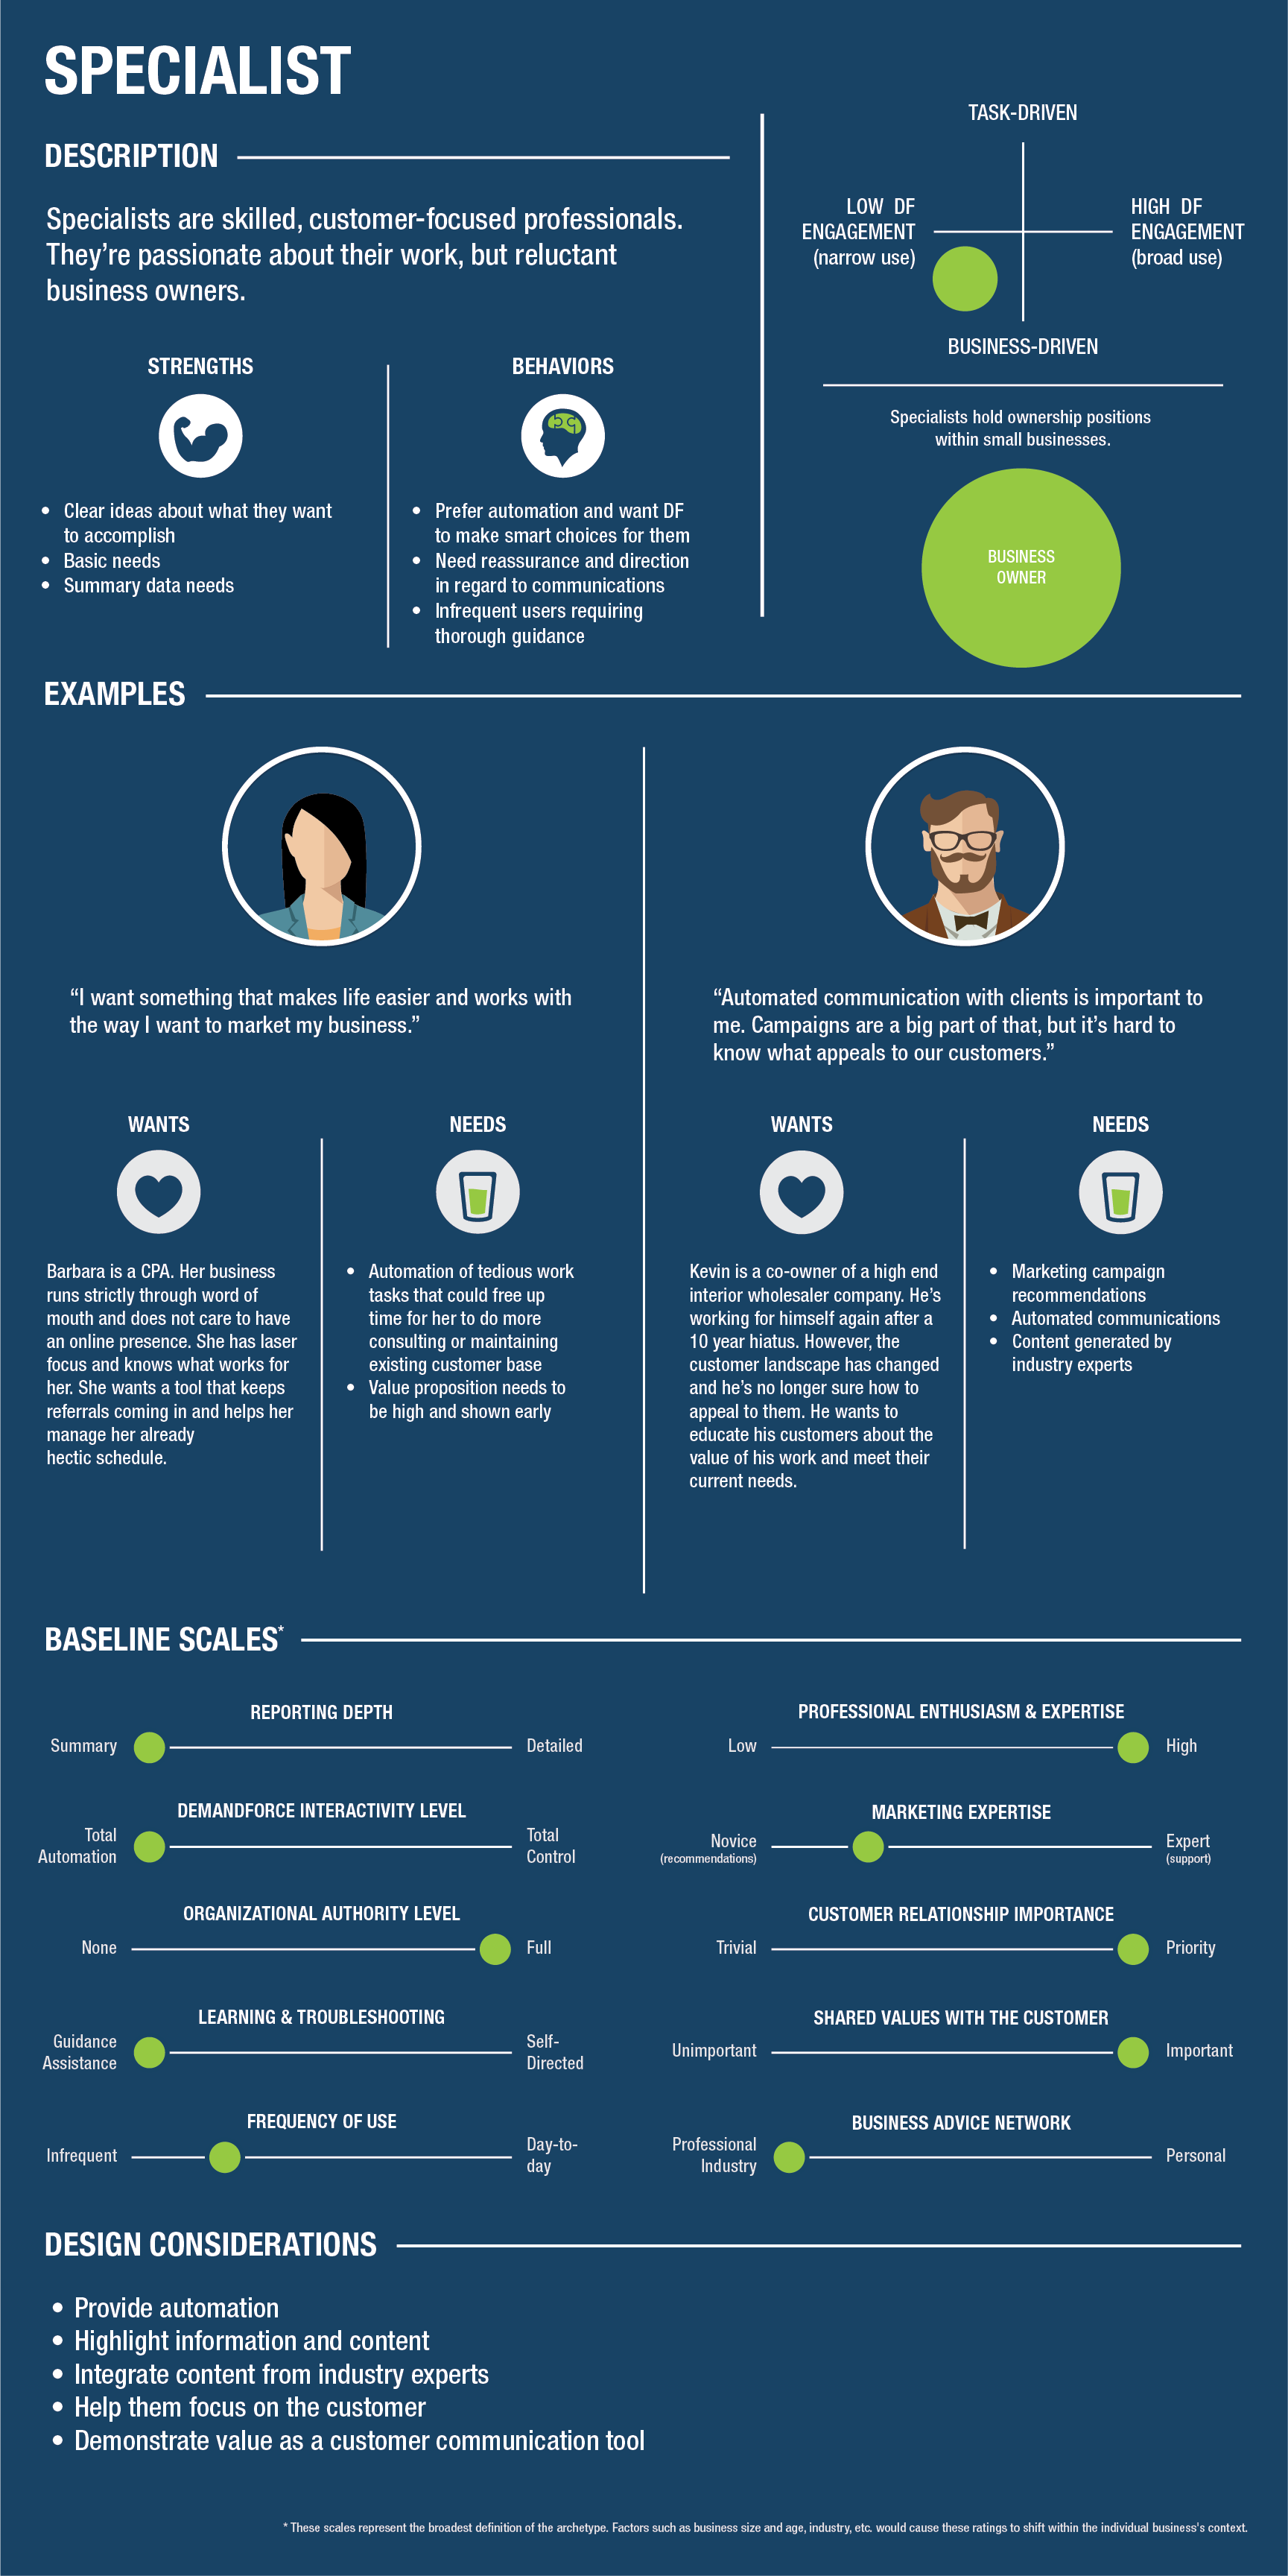 SPECIALIST
DESCRIPTION
Specialists are skilled, customer-focused professionals.
They’re passionate about their work, but reluctant
business owners.
STRENGTHS
• Clear ideas about what they want
to accomplish
• Basic needs
• Summary data needs
BEHAVIORS
• Prefer automation and want DF
to make smart choices for them
• Need reassurance and direction
in regard to communications
• Infrequent users requiring
thorough guidance
TASK-DRIVEN
LOW DF
ENGAGEMENT
(narrow use)
HIGH DF
ENGAGEMENT
(broad use)
BUSINESS-DRIVEN
Specialists hold ownership positions
within small businesses.
BUSINESS
OWNER
EXAMPLES
“I want something that makes life easier and works with
the way I want to market my business.”
WANTS
Barbara is a CPA. Her business
runs strictly through word of
mouth and does not care to have
an online presence. She has laser
focus and knows what works for
her. She wants a tool that keeps
referrals coming in and helps her
manage her already
hectic schedule.
NEEDS
• Automation of tedious work
tasks that could free up
time for her to do more
consulting or maintaining
existing customer base
• Value proposition needs to
be high and shown early
“Automated communication with clients is important to
me. Campaigns are a big part of that, but it’s hard to
know what appeals to our customers.”
WANTS
Kevin is a co-owner of a high end
interior wholesaler company. He’s
working for himself again after a
10 year hiatus. However, the
customer landscape has changed
and he’s no longer sure how to
appeal to them. He wants to
educate his customers about the
value of his work and meet their
current needs.
NEEDS
• Marketing campaign
recommendations
• Automated communications
• Content generated by
industry experts
BASELINE SCALES*
REPORTING DEPTH
Summary
Detailed
DEMANDFORCE INTERACTIVITY LEVEL
Total
Automation
Total
Control
ORGANIZATIONAL AUTHORITY LEVEL
None
Full
LEARNING & TROUBLESHOOTING
Guidance
Assistance
Self-
Directed
FREQUENCY OF USE
Infrequent
Day-to-
day
PROFESSIONAL ENTHUSIASM & EXPERTISE
Low
High
MARKETING EXPERTISE
Novice
(recommendations)
Expert
(support)
CUSTOMER RELATIONSHIP IMPORTANCE
Trivial
Priority
SHARED VALUES WITH THE CUSTOMER
Unimportant
Important
BUSINESS ADVICE NETWORK
Professional
Industry
Personal
DESIGN CONSIDERATIONS
• Provide automation
• Highlight information and content
• Integrate content from industry experts
• Help them focus on the customer
• Demonstrate value as a customer communication tool
* These scales represent the broadest definition of the archetype. Factors such as business size and age, industry, etc. would cause these ratings to shift within the individual business's context.